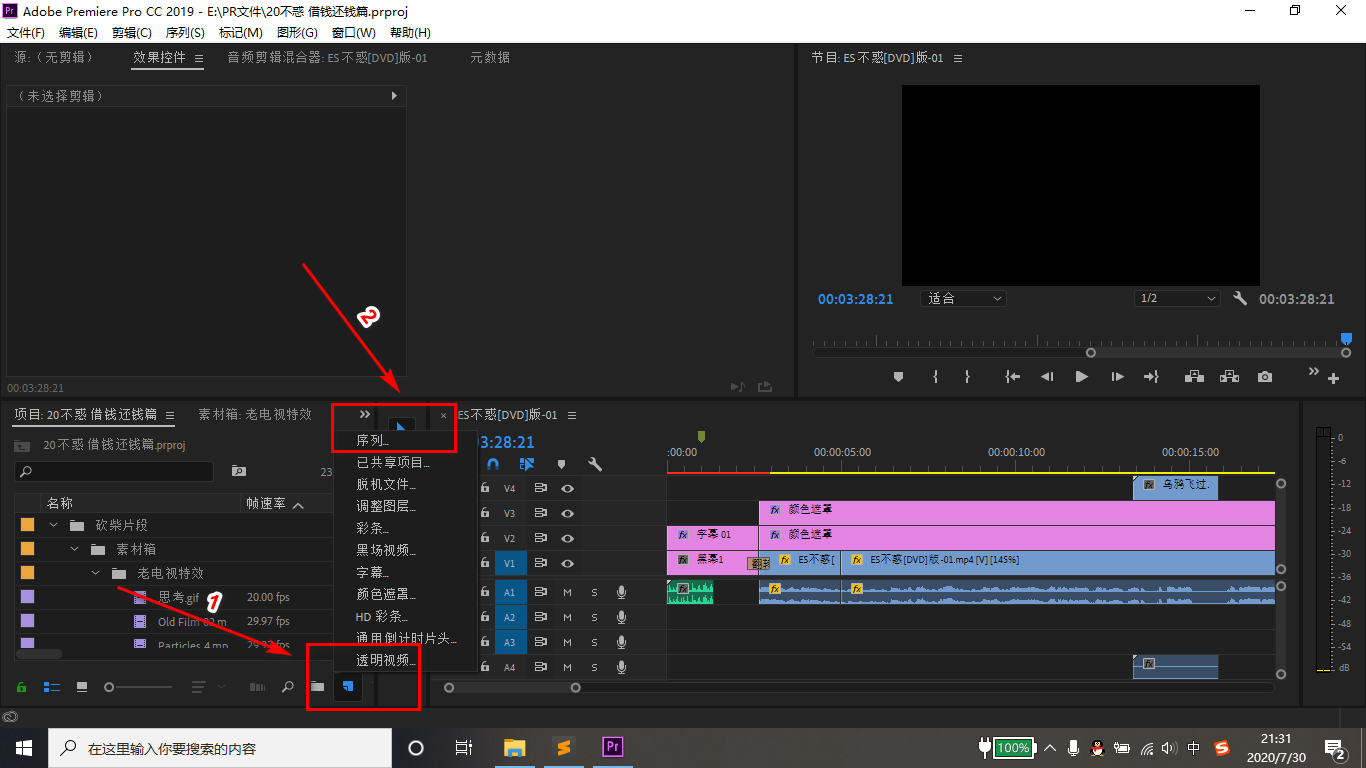 Pr Adobe Premiere Pro CC 2019 - E:\PR文件\20不惑 借钱还钱篇.prproj
文件(F) 编辑(E) 剪辑(C) 序列(S) 标记(M) 图形(G) 窗口(W) 帮助(H)
源:（无剪辑） 效果控件 音频剪辑混合器: ES 不惑[DVD]版-01 元数据
节目: ES 不惑[DVD]版-01
（未选择剪辑）
2
00:03:28:21 适合 1/2 00:03:28:21
00:03:28:21
项目: 20不惑 借钱还钱篇 素材箱: 老电视特效
20不惑 借钱还钱篇.prproj
23
名称 帧速率
砍柴片段
素材箱
老电视特效
思考.gif 20.00 fps
1
Old Film 02.m 29.97 fps
Particles 4.mp 29.97 fps
序列...
已共享项目...
脱机文件...
调整图层...
彩条...
黑场视频...
字幕...
颜色遮罩...
HD 彩条...
通用倒计时片头...
透明视频...
× ES不惑[DVD]版-01
3:28:21
:00:00 00:00:05:00 00:00:10:00 00:00:15:00
V4 fx 乌鸦飞过.
V3 fx 颜色遮罩
V2 fx 字幕 01 fx 颜色遮罩
V1 fx 黑幕1 fx ES不惑[ fx ES不惑[DVD]版-01.mp4 [V] [145%]
A1 M S fx fx fx
A2 M S
A3 M S
A4 M S fx
0
-6
-12
-18
-24
-30
-36
-42
-48
-54
dB
在这里输入你要搜索的内容
Pr
100%
中
S
21:31
2020/7/30
2